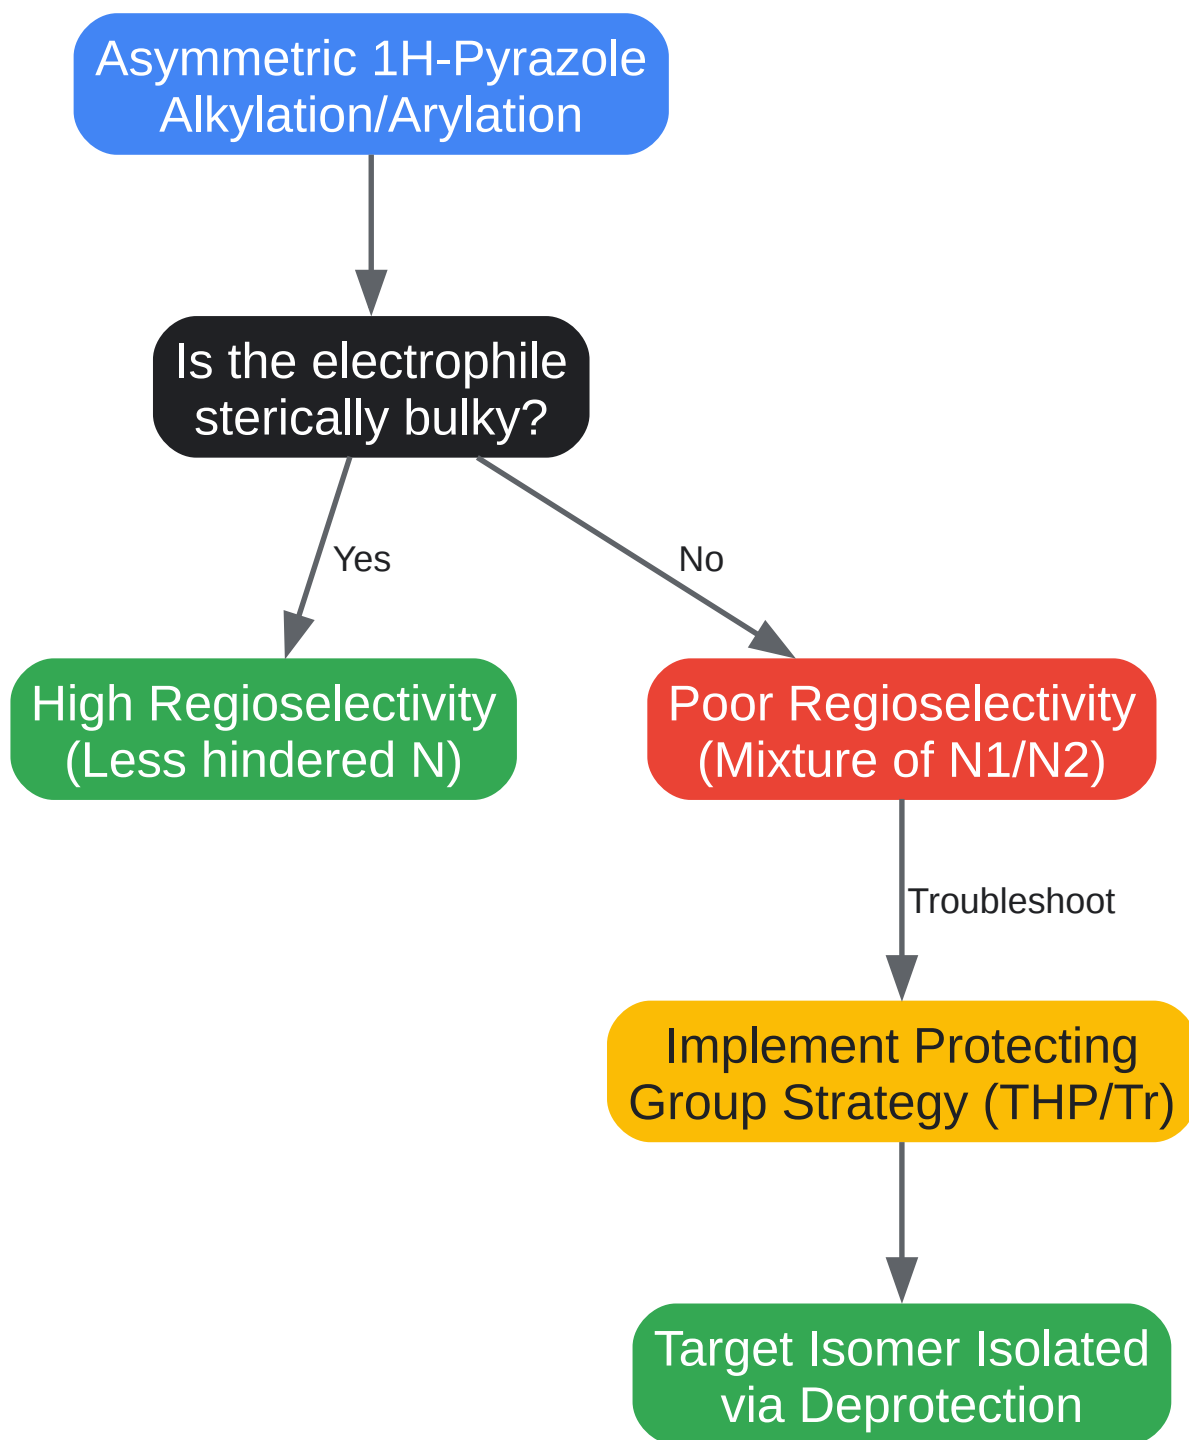 Asymmetric 1H-Pyrazole
Alkylation/Arylation
Is the electrophile
sterically bulky?
Yes
No
High Regioselectivity
(Less hindered N)
Poor Regioselectivity
(Mixture of N1/N2)
Troubleshoot
Implement Protecting
Group Strategy (THP/Tr)
Target Isomer Isolated
via Deprotection